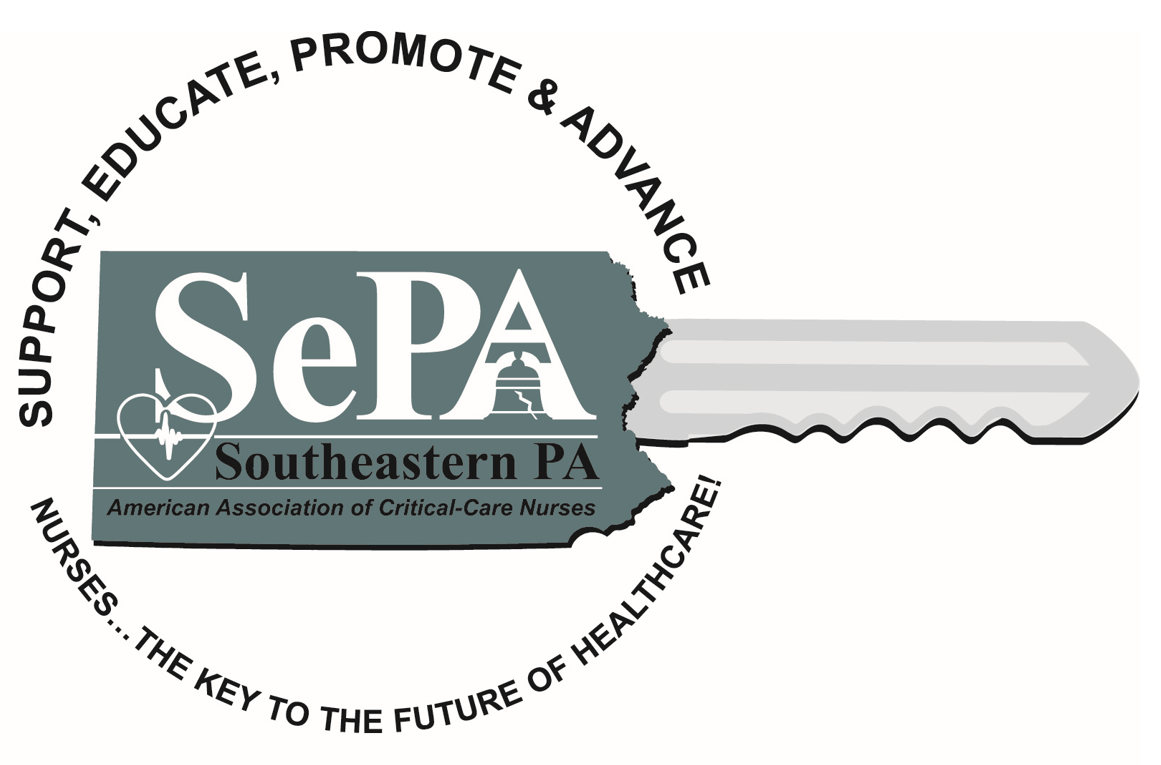 SUPPORT, EDUCATE, PROMOTE & ADVANCE
SePA
Southeastern PA
American Association of Critical-Care Nurses
NURSES... THE KEY TO THE FUTURE OF HEALTHCARE!